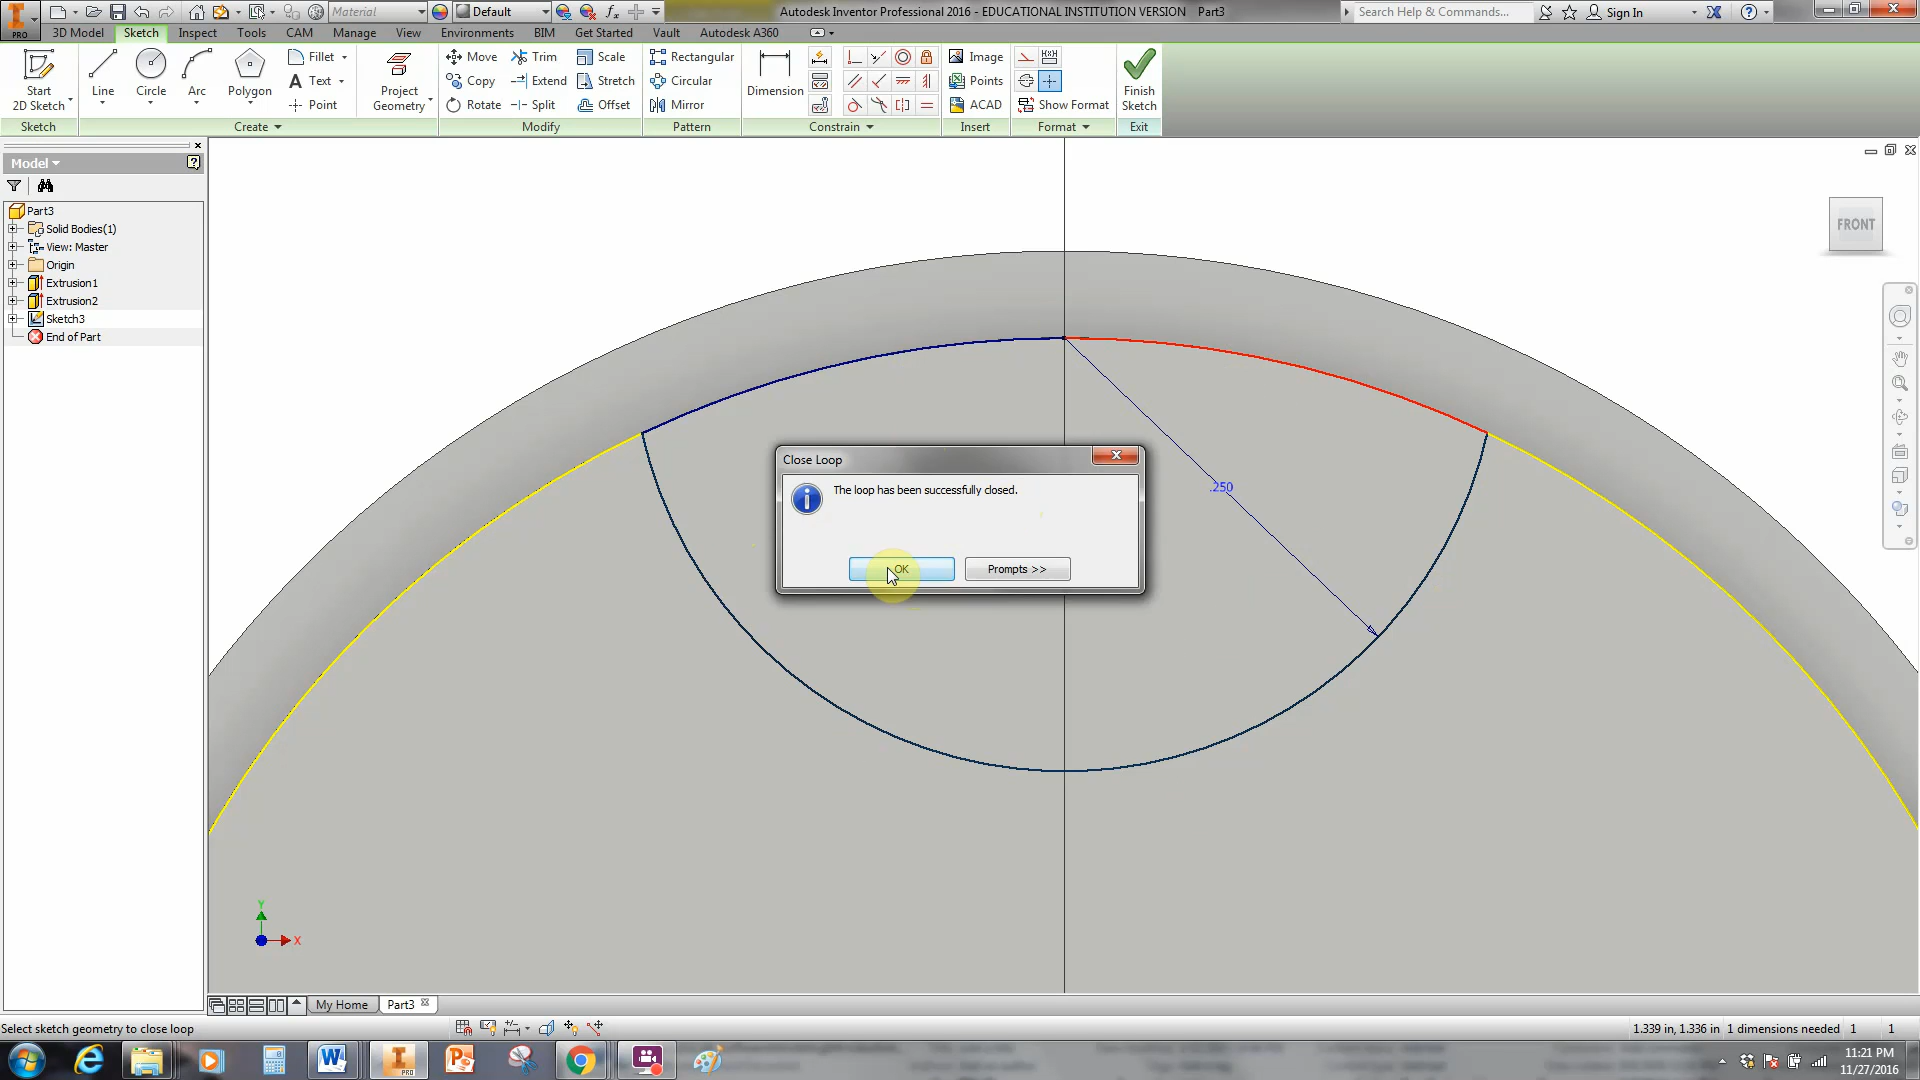 Material
Default
Autodesk Inventor Professional 2016 - EDUCATIONAL INSTITUTION VERSION Part3
Search Help & Commands...
Sign In
PRO
3D Model Sketch Inspect Tools CAM Manage View Environments BIM Get Started Vault Autodesk A360
Fillet Move Trim Scale Rectangular Image
Start Line Circle Arc Polygon Text Project Copy Extend Stretch Circular Dimension Points Finish
2D Sketch Point Geometry Rotate Split Offset Mirror ACAD Show Format Sketch
Sketch Create Modify Pattern Constrain Insert Format Exit
Model
Part3
Solid Bodies(1)
View: Master
Origin
Extrusion1
Extrusion2
Sketch3
End of Part
FRONT
Close Loop
The loop has been successfully closed.
.250
OK Prompts >>
Y
X
My Home Part3
Select sketch geometry to close loop
1.339 in, 1.336 in 1 dimensions needed 1 1
PRO
11:21 PM
11/27/2016